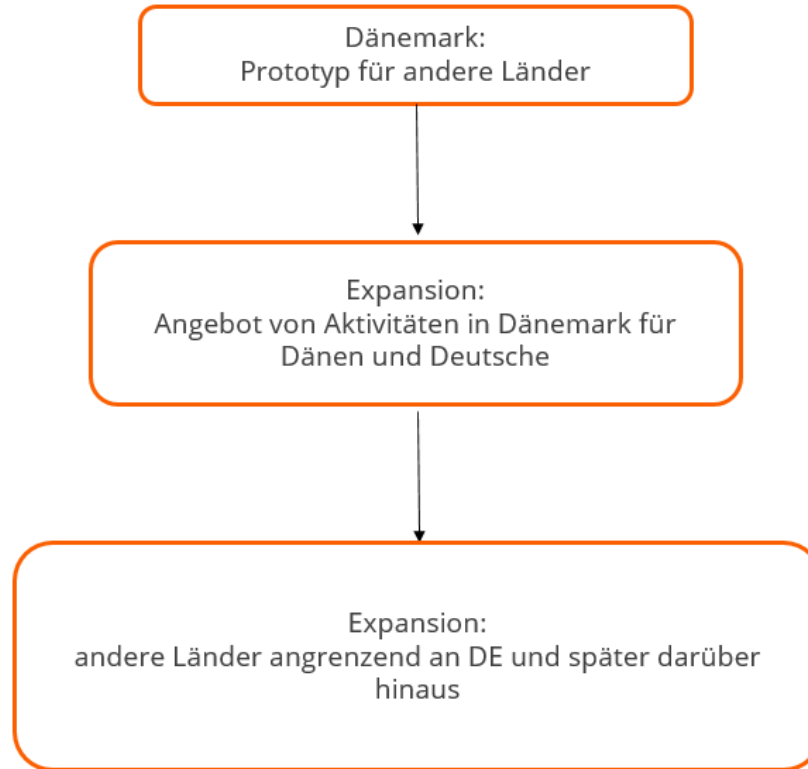 Dänemark:
Prototyp für andere Länder
Expansion:
Angebot von Aktivitäten in Dänemark für
Dänen und Deutsche
Expansion:
andere Länder angrenzend an DE und später darüber
hinaus